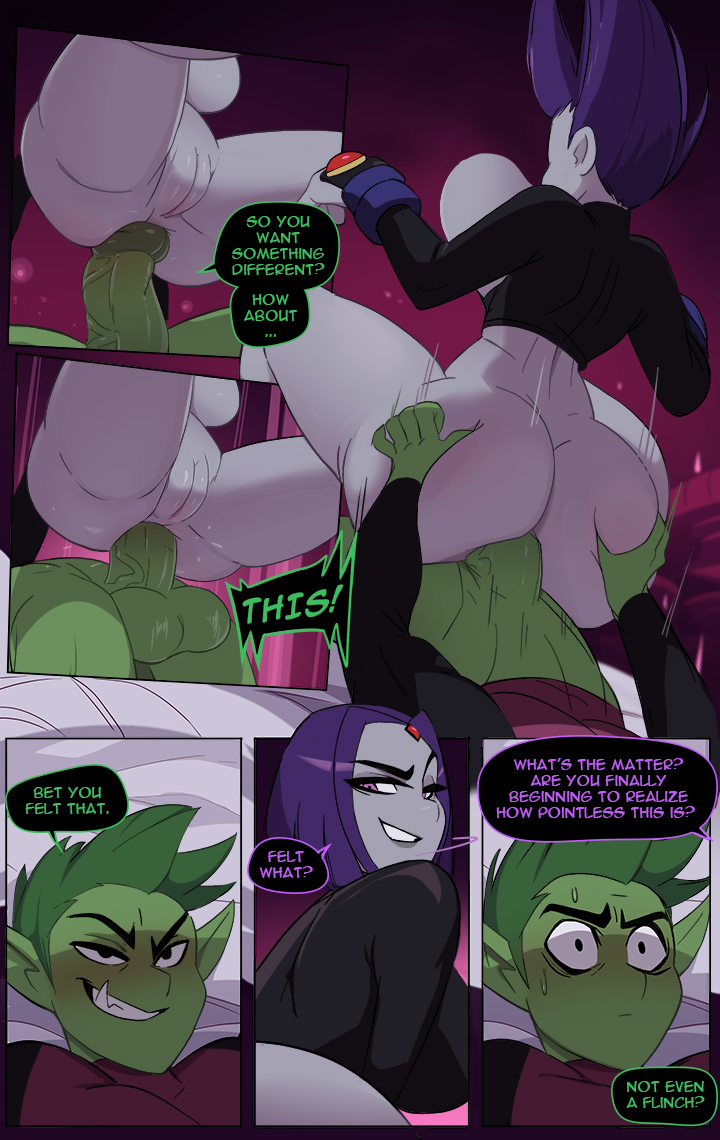 SO YOU
WANT
SOMETHING
DIFFERENT?
HOW
ABOUT
...
THIS!
BET YOU
FELT THAT.
FELT
WHAT?
WHAT'S THE MATTER?
ARE YOU FINALLY
BEGINNING TO REALIZE
HOW POINTLESS THIS IS?
NOT EVEN
A FLINCH?